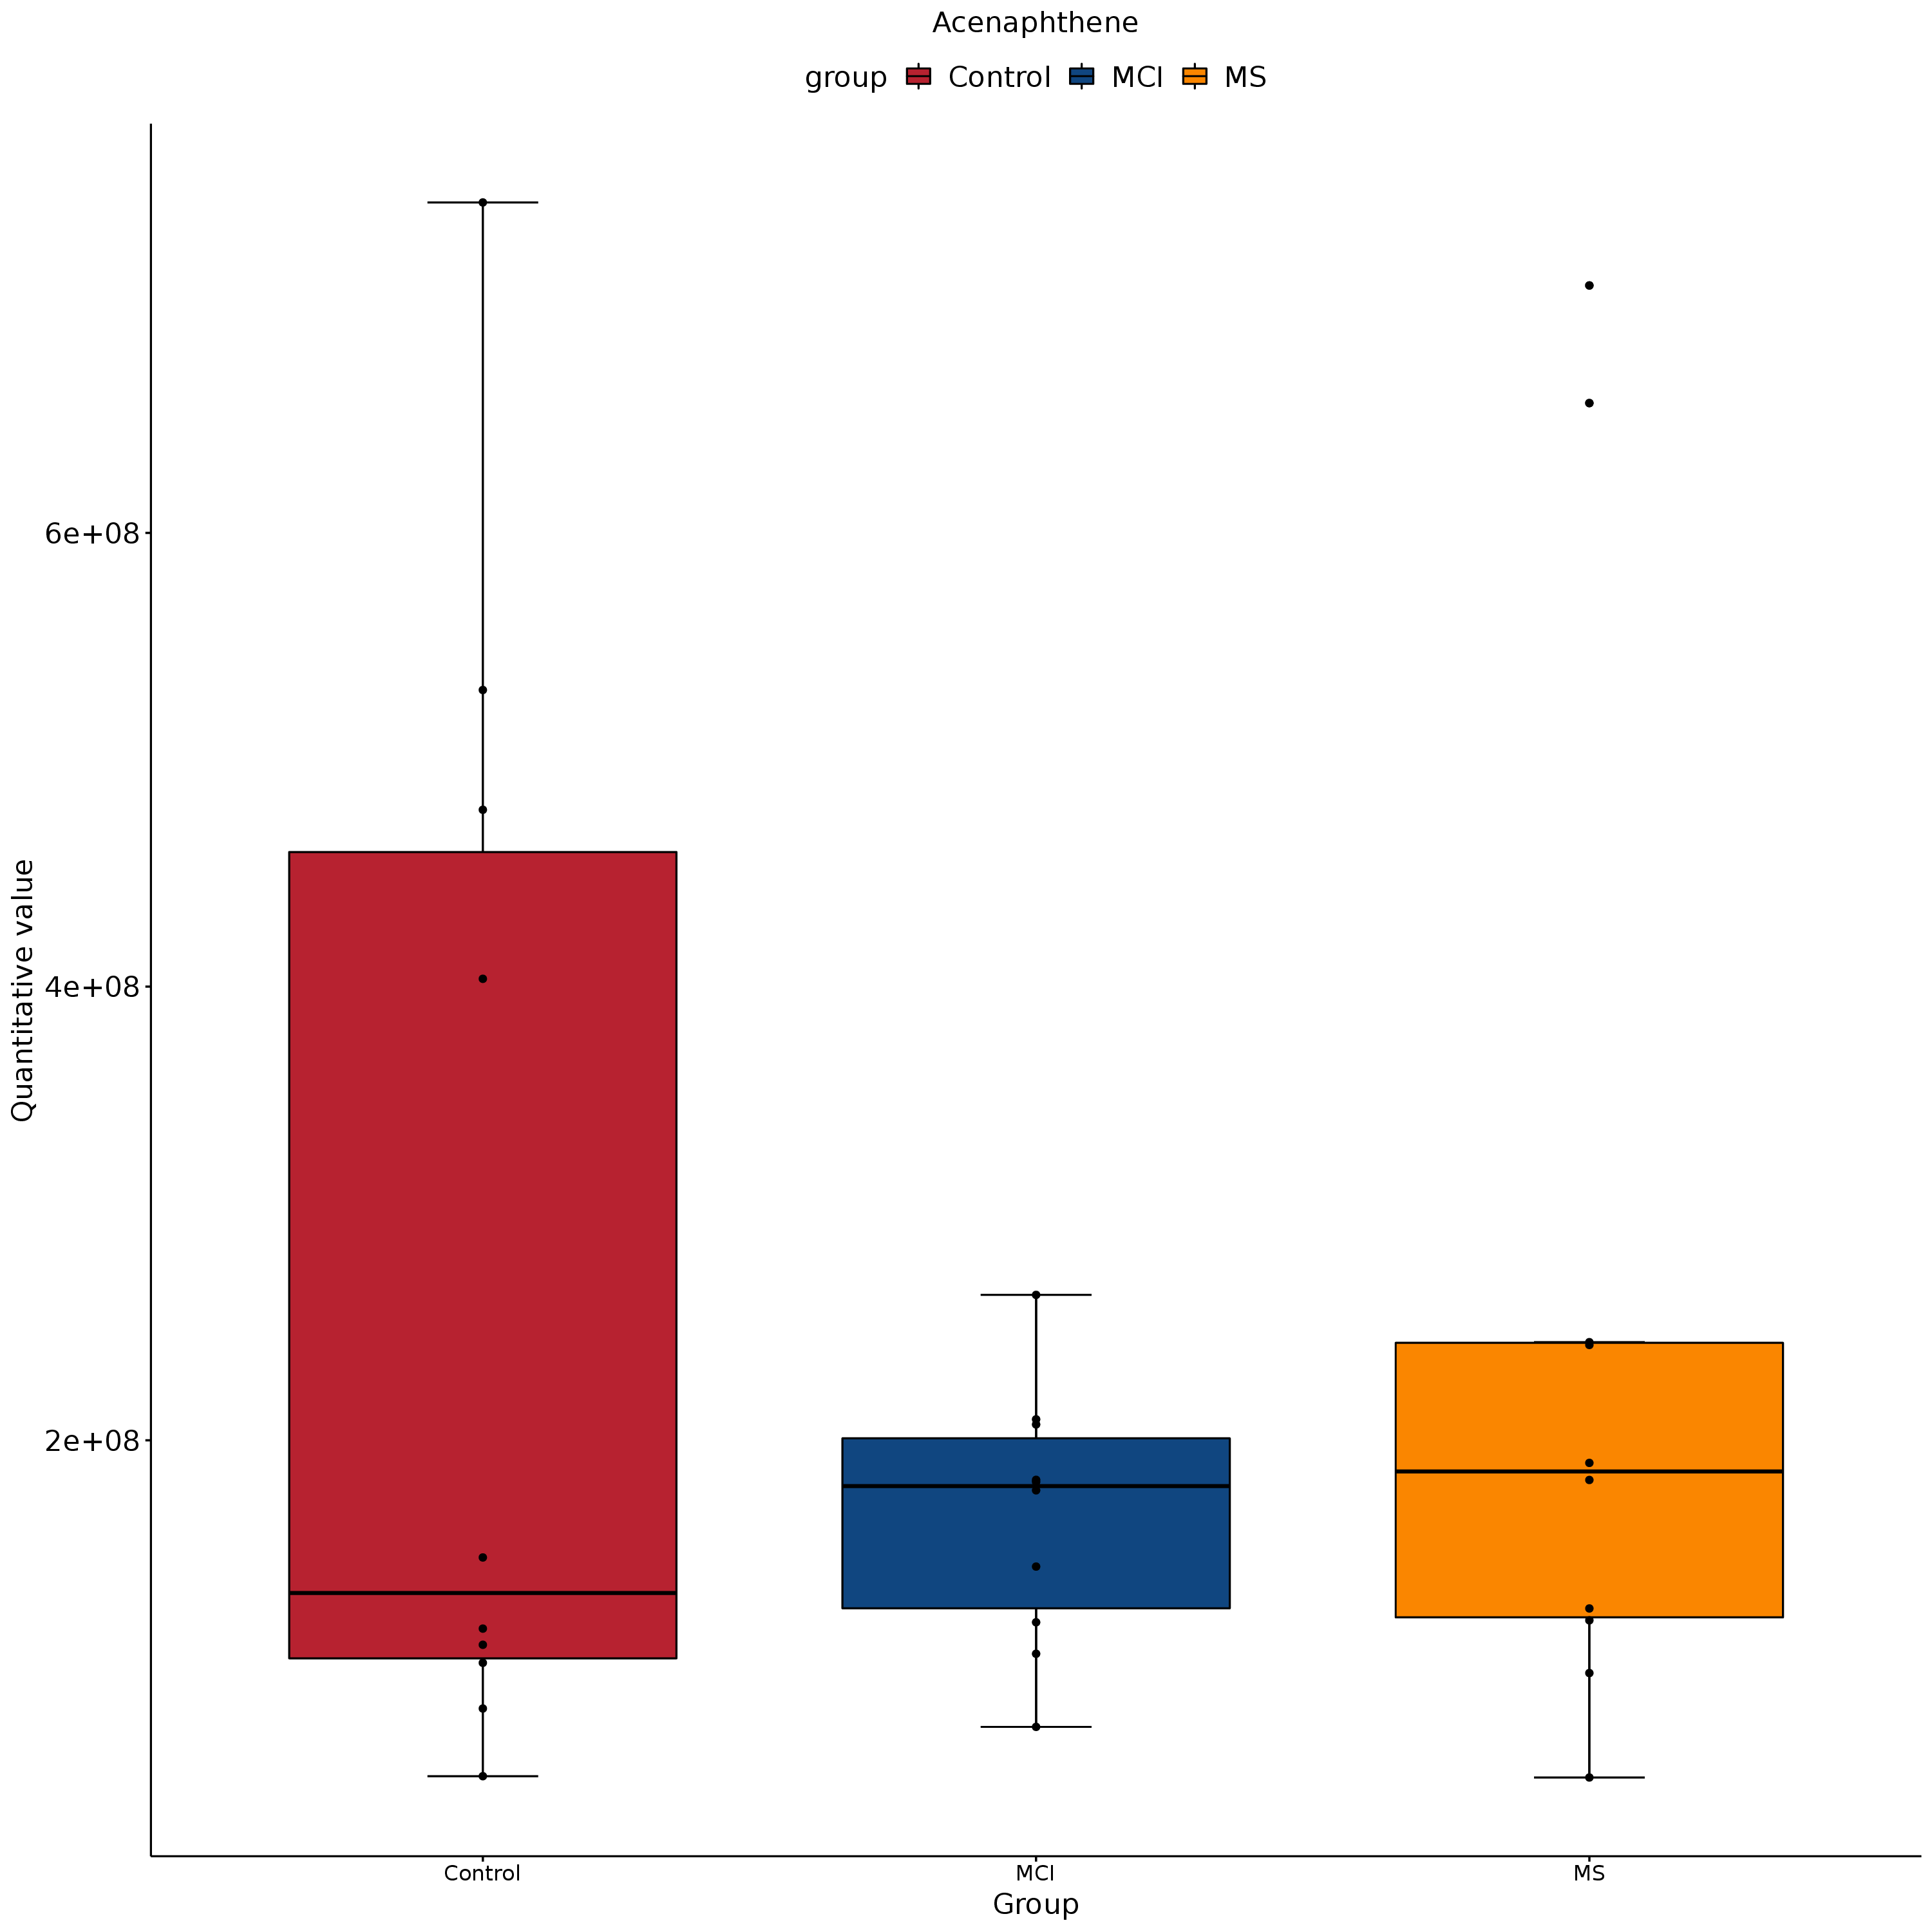 Acenaphthene
group Control MCI MS
Quantitative value
6e+08
4e+08
2e+08
Control MCI MS
Group